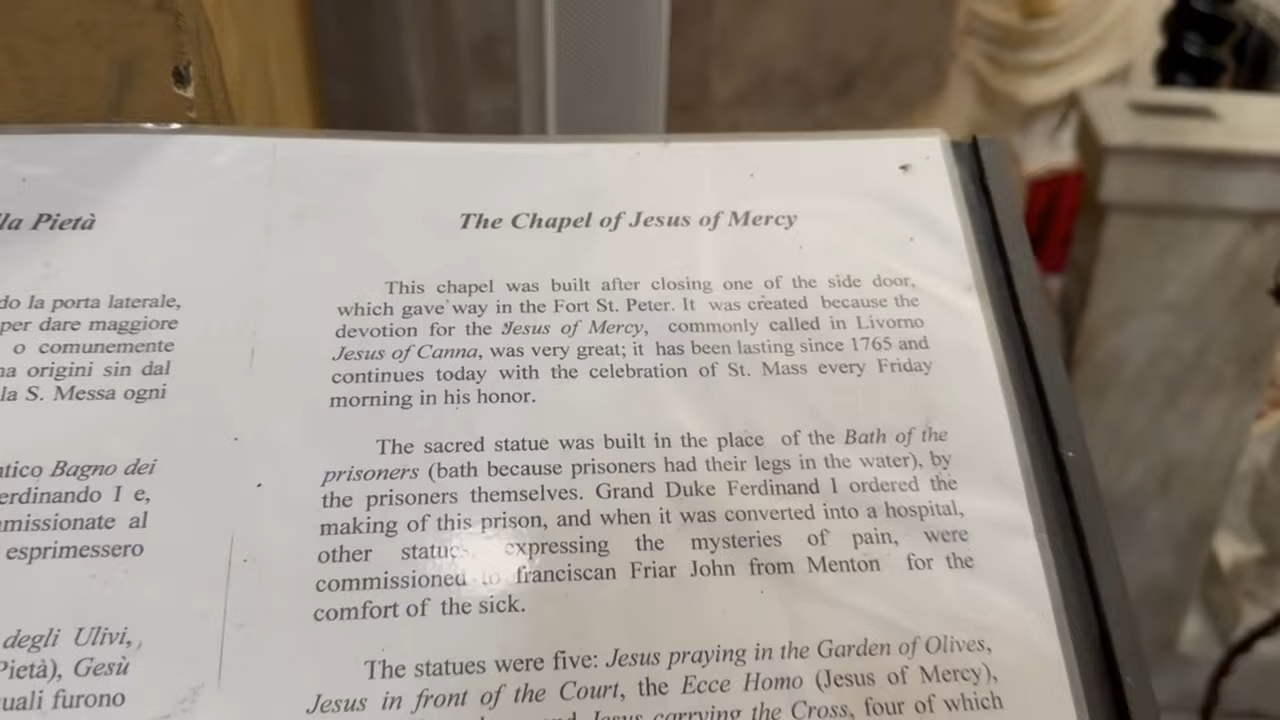 la Pietà
do la porta laterale,
per dare maggiore
o comunemente
na origini sin dal
la S. Messa ogni
ntico Bagno dei
erdinando I e,
missionate al
esprimessero
degli Ulivi,
Pietà), Gesù
quali furono
The Chapel of Jesus of Mercy
This chapel was built after closing one of the side door,
which gave way in the Fort St. Peter. It was created because the
devotion for the Jesus of Mercy, commonly called in Livorno
Jesus of Canna, was very great; it has been lasting since 1765 and
continues today with the celebration of St. Mass every Friday
morning in his honor.
The sacred statue was built in the place of the Bath of the
prisoners (bath because prisoners had their legs in the water), by
the prisoners themselves. Grand Duke Ferdinand I ordered the
making of this prison, and when it was converted into a hospital,
other statues expressing the mysteries of pain, were
commissioned to franciscan Friar John from Menton for the
comfort of the sick.
The statues were five: Jesus praying in the Garden of Olives,
Jesus in front of the Court, the Ecce Homo (Jesus of Mercy),
and Jesus carrying the Cross, four of which